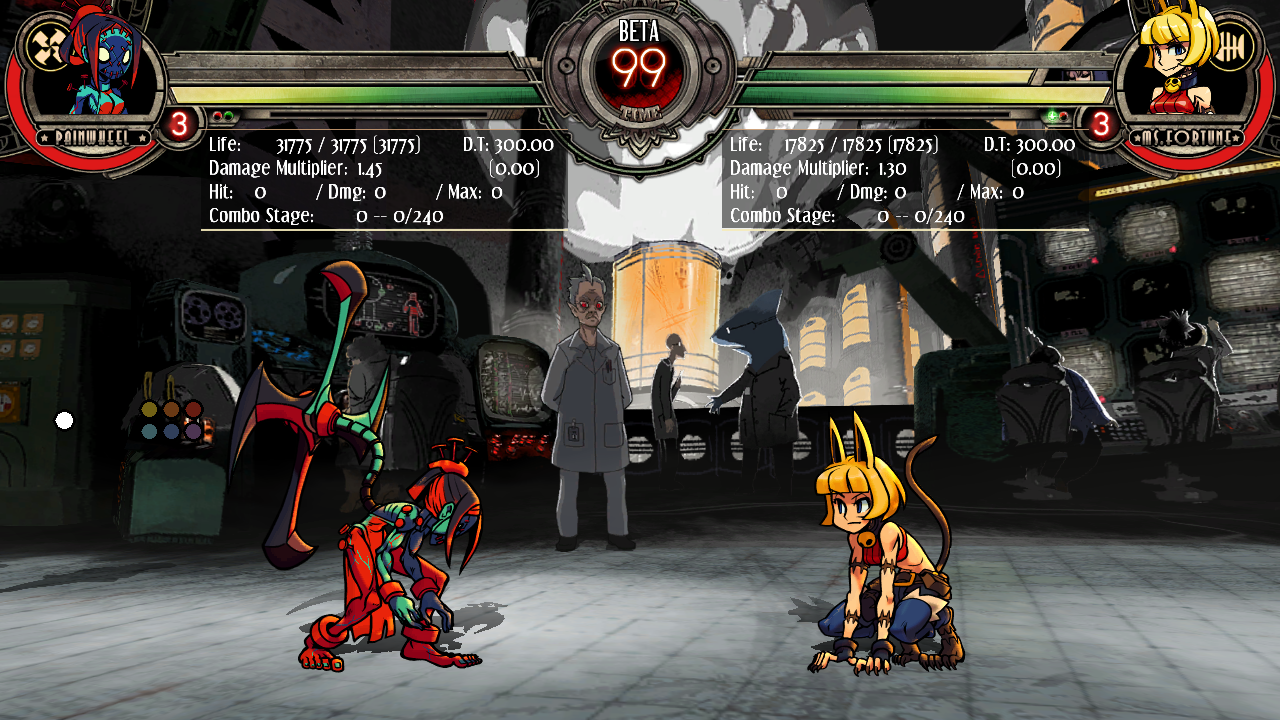 BETA
99
TIME
PAINWHEEL
3
3
MS. FORTUNE
Life: 31775 / 31775 [31775] D.T: 300.00
Damage Multiplier: 1.45 [0.00]
Hit: 0 / Dmg: 0 / Max: 0
Combo Stage: 0 -- 0/240
Life: 17825 / 17825 [17825] D.T: 300.00
Damage Multiplier: 1.30 [0.00]
Hit: 0 / Dmg: 0 / Max: 0
Combo Stage: 0 -- 0/240